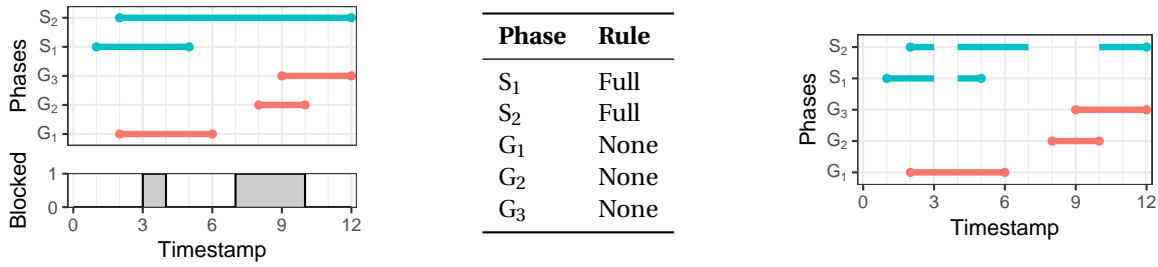 Phases
S₂
S₁
G₃
G₂
G₁
Blocked
1
0
0 3 6 9 12
Timestamp
Phase Rule
S₁ Full
S₂ Full
G₁ None
G₂ None
G₃ None
Phases
S₂
S₁
G₃
G₂
G₁
0 3 6 9 12
Timestamp